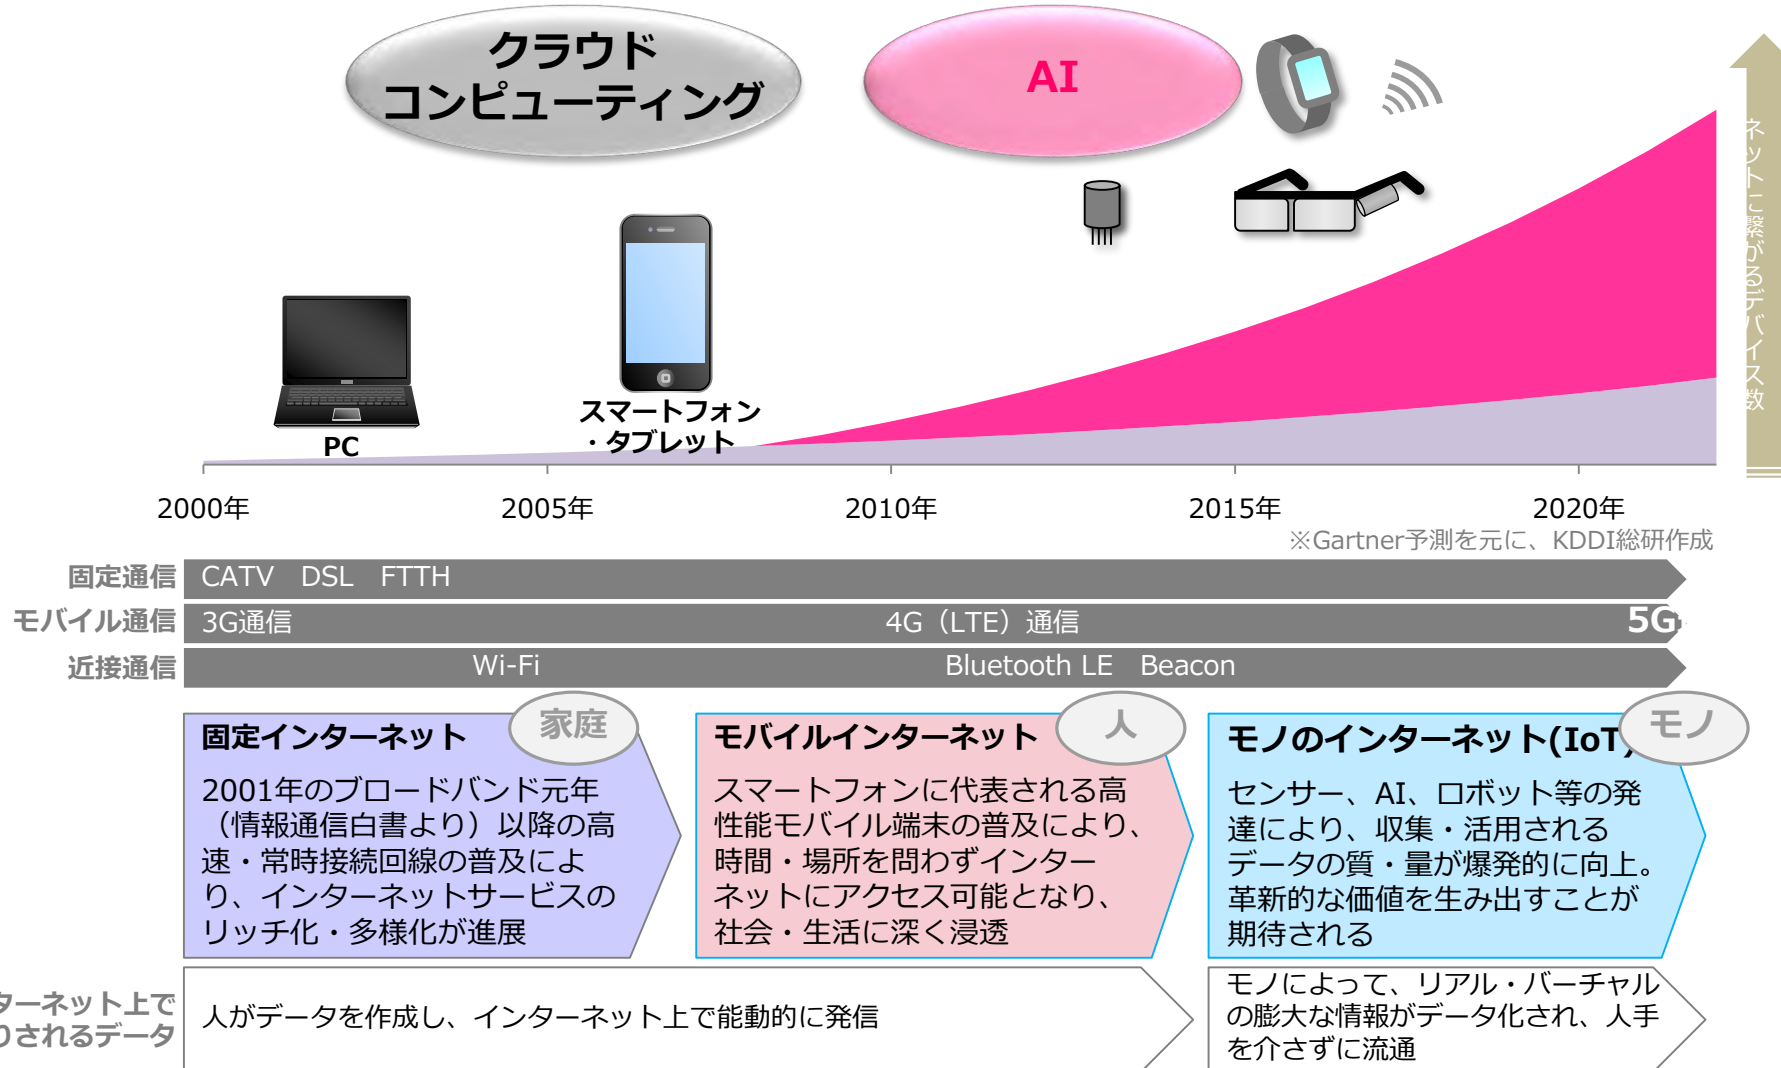 クラウド
コンピューティング
AI
ネットに繋がるデバイス数
PC
スマートフォン
・タブレット
2000年
2005年
2010年
2015年
2020年
※Gartner予測を元に、KDDI総研作成
固定通信
CATV DSL FTTH
モバイル通信
3G通信
4G（LTE）通信
5G
近接通信
Wi-Fi
Bluetooth LE Beacon
固定インターネット
家庭
2001年のブロードバンド元年
（情報通信白書より）以降の高
速・常時接続回線の普及によ
り、インターネットサービスの
リッチ化・多様化が進展
モバイルインターネット
人
スマートフォンに代表される高
性能モバイル端末の普及により、
時間・場所を問わずインター
ネットにアクセス可能となり、
社会・生活に深く浸透
モノのインターネット(IoT)
モノ
センサー、AI、ロボット等の発
達により、収集・活用される
データの質・量が爆発的に向上。
革新的な価値を生み出すことが
期待される
ターネット上で
りされるデータ
人がデータを作成し、インターネット上で能動的に発信
モノによって、リアル・バーチャル
の膨大な情報がデータ化され、人手
を介さずに流通